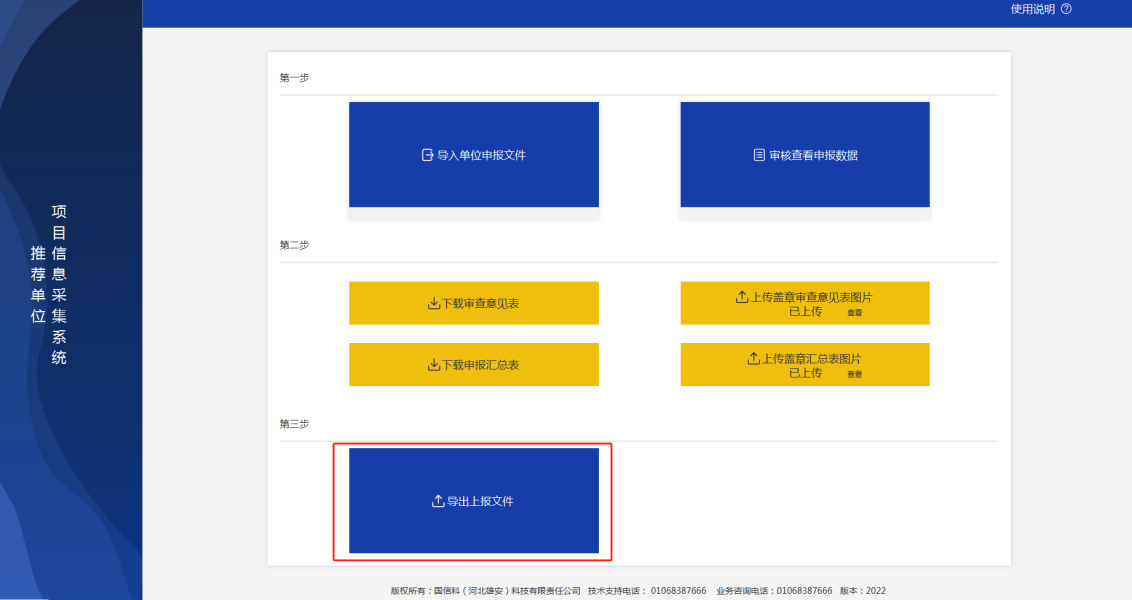 使用说明
项目信息采集系统
推荐单位
第一步
导入单位申报文件
审核查看申报数据
第二步
下载审查意见表
上传盖章审查意见表图片
已上传 查看
下载申报汇总表
上传盖章汇总表图片
已上传 查看
第三步
导出上报文件
版权所有：国信科（河北雄安）科技有限责任公司 技术支持电话： 01068387666 业务咨询电话：01068387666 版本：2022